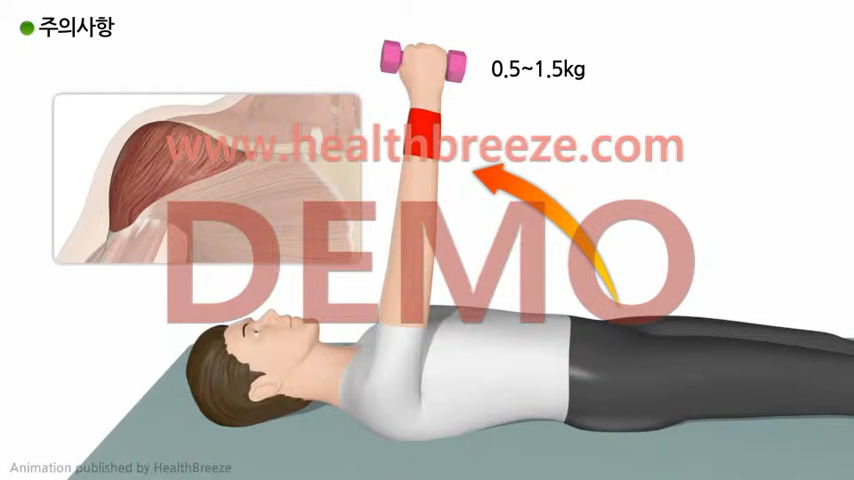 주의사항
0.5~1.5kg
www.healthbreeze.com
DEMO
Animation published by HealthBreeze